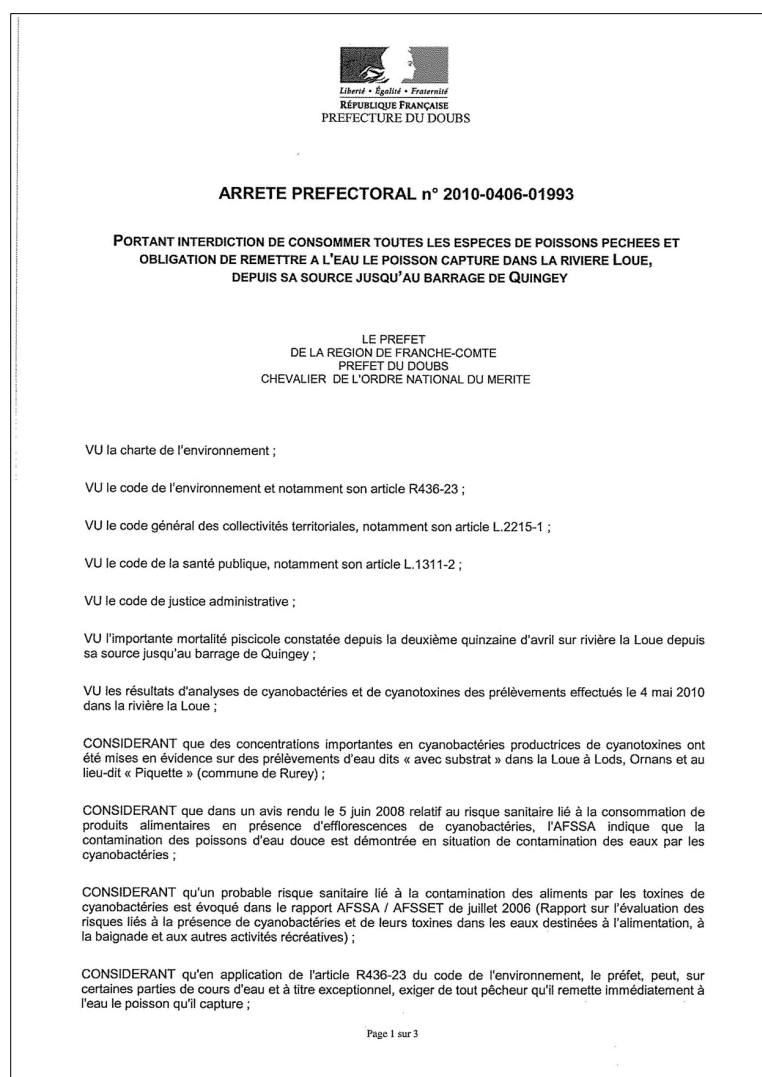 Liberté • Égalité • Fraternité
RÉPUBLIQUE FRANÇAISE
PREFECTURE DU DOUBS
ARRETE PREFECTORAL n° 2010-0406-01993
PORTANT INTERDICTION DE CONSOMMER TOUTES LES ESPECES DE POISSONS PECHEES ET
OBLIGATION DE REMETTRE A L'EAU LE POISSON CAPTURE DANS LA RIVIERE LOUE,
DEPUIS SA SOURCE JUSQU'AU BARRAGE DE QUINGEY
LE PREFET
DE LA REGION DE FRANCHE-COMTE
PREFET DU DOUBS
CHEVALIER DE L'ORDRE NATIONAL DU MERITE
VU la charte de l'environnement ;
VU le code de l'environnement et notamment son article R436-23 ;
VU le code général des collectivités territoriales, notamment son article L.2215-1 ;
VU le code de la santé publique, notamment son article L.1311-2 ;
VU le code de justice administrative ;
VU l'importante mortalité piscicole constatée depuis la deuxième quinzaine d'avril sur rivière la Loue depuis
sa source jusqu'au barrage de Quingey ;
VU les résultats d'analyses de cyanobactéries et de cyanotoxines des prélèvements effectués le 4 mai 2010
dans la rivière la Loue ;
CONSIDERANT que des concentrations importantes en cyanobactéries productrices de cyanotoxines ont
été mises en évidence sur des prélèvements d'eau dits « avec substrat » dans la Loue à Lods, Ornans et au
lieu-dit « Piquette » (commune de Rurey) ;
CONSIDERANT que dans un avis rendu le 5 juin 2008 relatif au risque sanitaire lié à la consommation de
produits alimentaires en présence d'efflorescences de cyanobactéries, l'AFSSA indique que la
contamination des poissons d'eau douce est démontrée en situation de contamination des eaux par les
cyanobactéries ;
CONSIDERANT qu'un probable risque sanitaire lié à la contamination des aliments par les toxines de
cyanobactéries est évoqué dans le rapport AFSSA / AFSSET de juillet 2006 (Rapport sur l'évaluation des
risques liés à la présence de cyanobactéries et de leurs toxines dans les eaux destinées à l'alimentation, à
la baignade et aux autres activités récréatives) ;
CONSIDERANT qu'en application de l'article R436-23 du code de l'environnement, le préfet, peut, sur
certaines parties de cours d'eau et à titre exceptionnel, exiger de tout pêcheur qu'il remette immédiatement à
l'eau le poisson qu'il capture ;
Page 1 sur 3